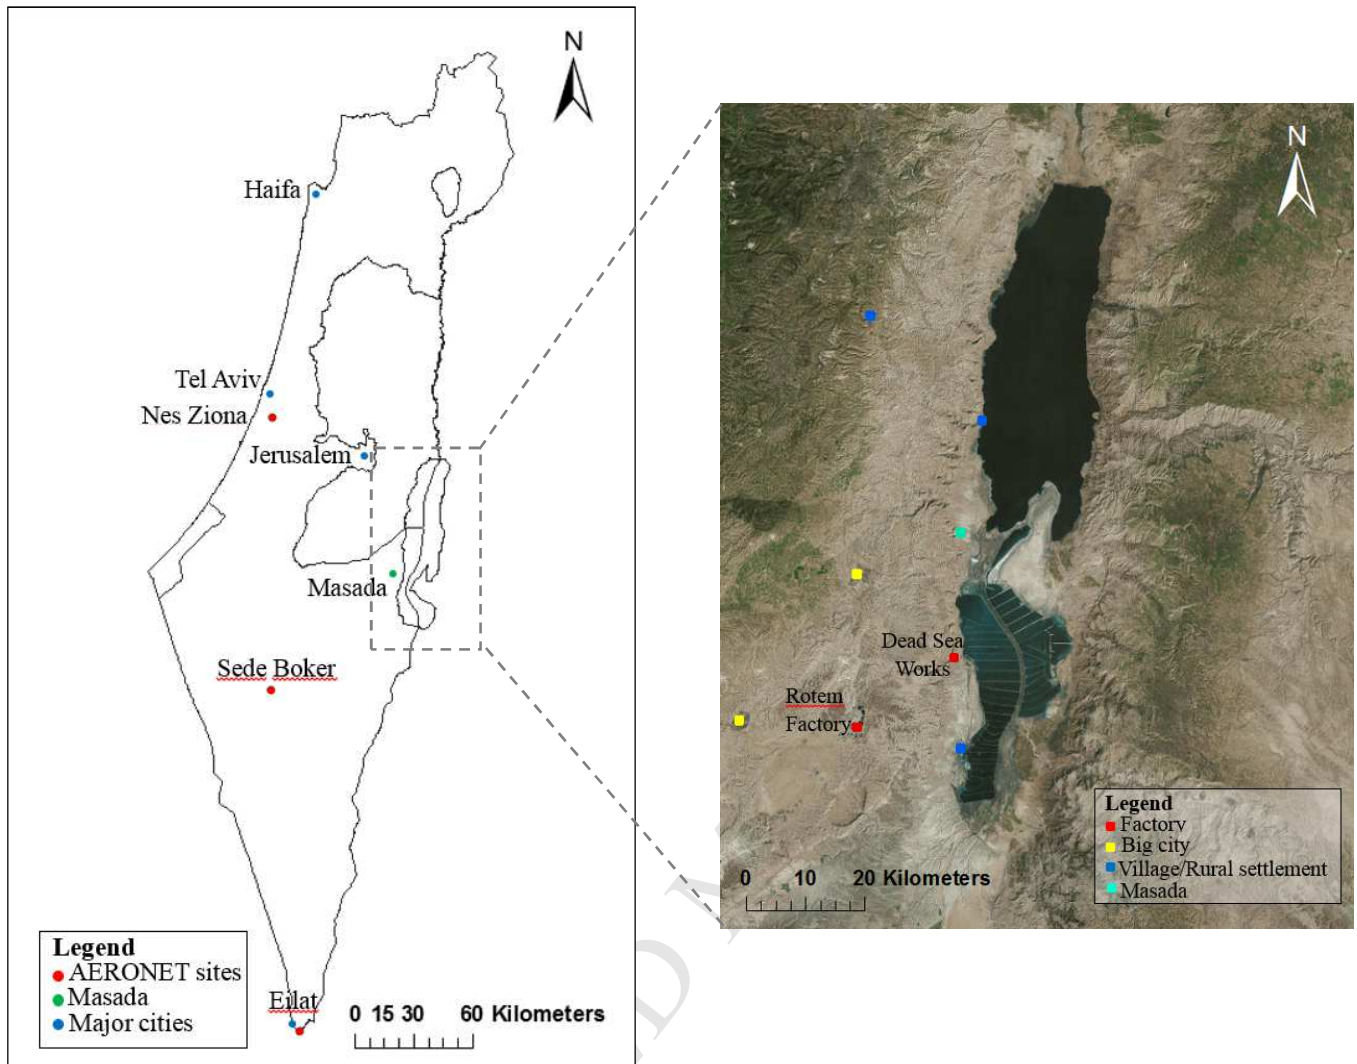 N
Haifa
Tel Aviv
Nes Ziona
Jerusalem
Masada
Sede Boker
Eilat
Legend
AERONET sites
Masada
Major cities
0 15 30 60 Kilometers
N
Dead Sea
Works
Rotem
Factory
0 10 20 Kilometers
Legend
Factory
Big city
Village/Rural settlement
Masada